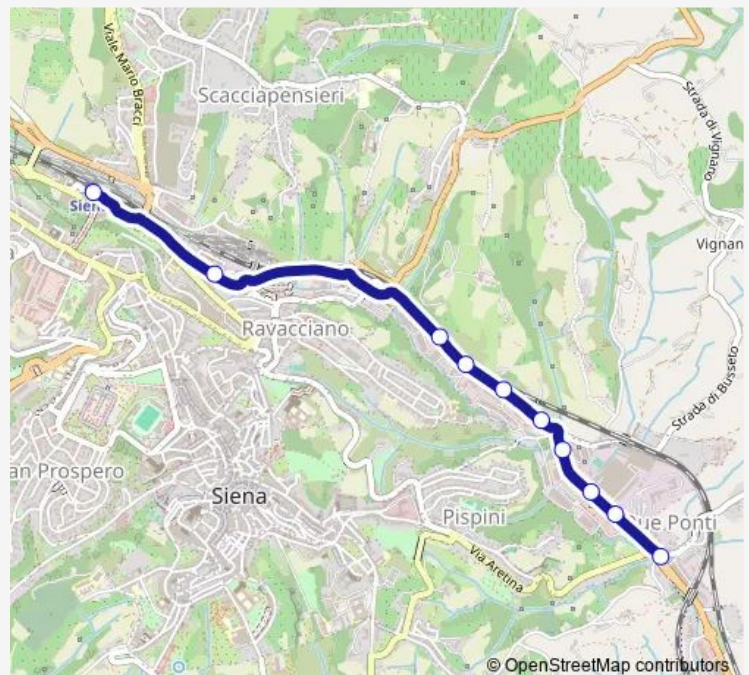 Viale Mario Bracci
Scacciapensieri
Strada di Vignano
Sien
Vignan
a
Ravacciano
Strada di Busseto
an Prospero
Siena
Pispini
ue Ponti
Via Aretina
© OpenStreetMap contributors